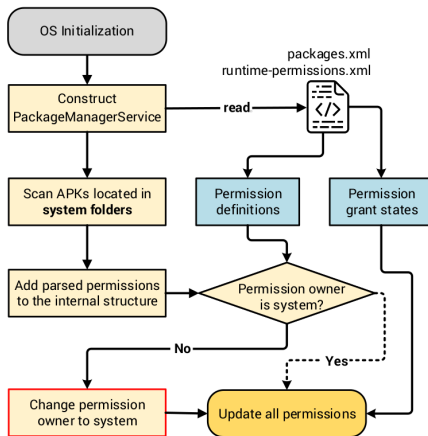 OS Initialization
packages.xml
runtime-permissions.xml
Construct
PackageManagerService
read
</>
Scan APKs located in
system folders
Permission
definitions
Permission
grant states
Add parsed permissions
to the internal structure
Permission owner
is system?
No
Yes
Change permission
owner to system
Update all permissions